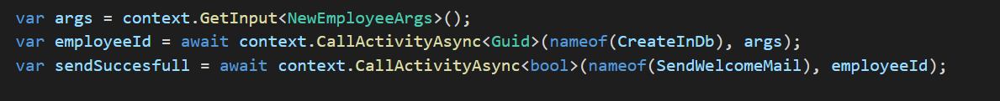 var args = context.GetInput<NewEmployeeArgs>();
var employeeId = await context.CallActivityAsync<Guid>(nameof(CreateInDb), args);
var sendSuccesfull = await context.CallActivityAsync<bool>(nameof(SendWelcomeMail), employeeId);